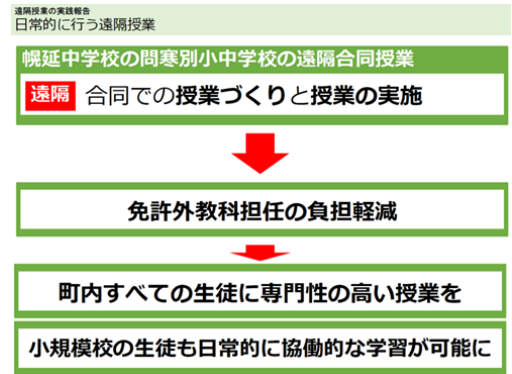 遠隔授業の実践報告
日常的に行う遠隔授業
幌延中学校の問寒別小中学校の遠隔合同授業
遠隔 合同での授業づくりと授業の実施
免許外教科担任の負担軽減
町内すべての生徒に専門性の高い授業を
小規模校の生徒も日常的に協働的な学習が可能に